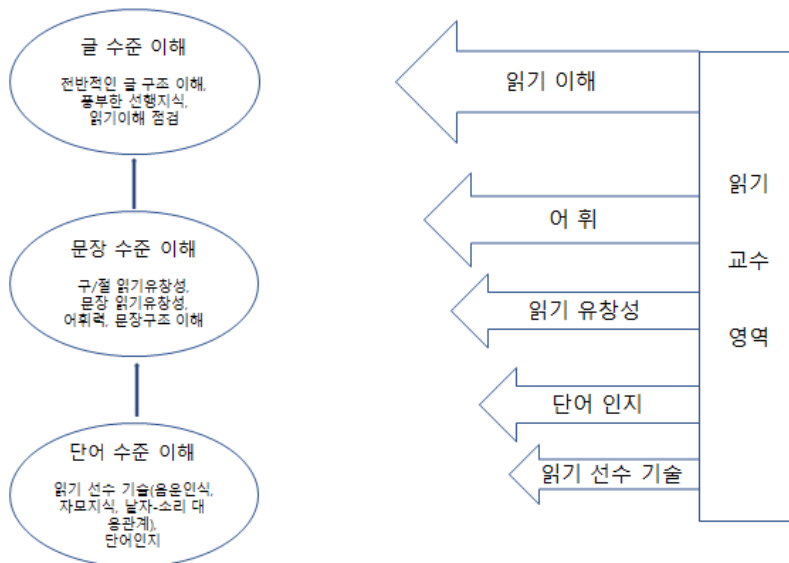 글 수준 이해
전반적인 글 구조 이해,
풍부한 선행지식,
읽기이해 점검
문장 수준 이해
구/절 읽기유창성,
문장 읽기유창성,
어휘력, 문장구조 이해
단어 수준 이해
읽기 선수 기술(음운인식,
자모지식, 낱자-소리 대
응관계),
단어인지
읽기 이해
어 휘
읽기 유창성
단어 인지
읽기 선수 기술
읽기
교수
영역